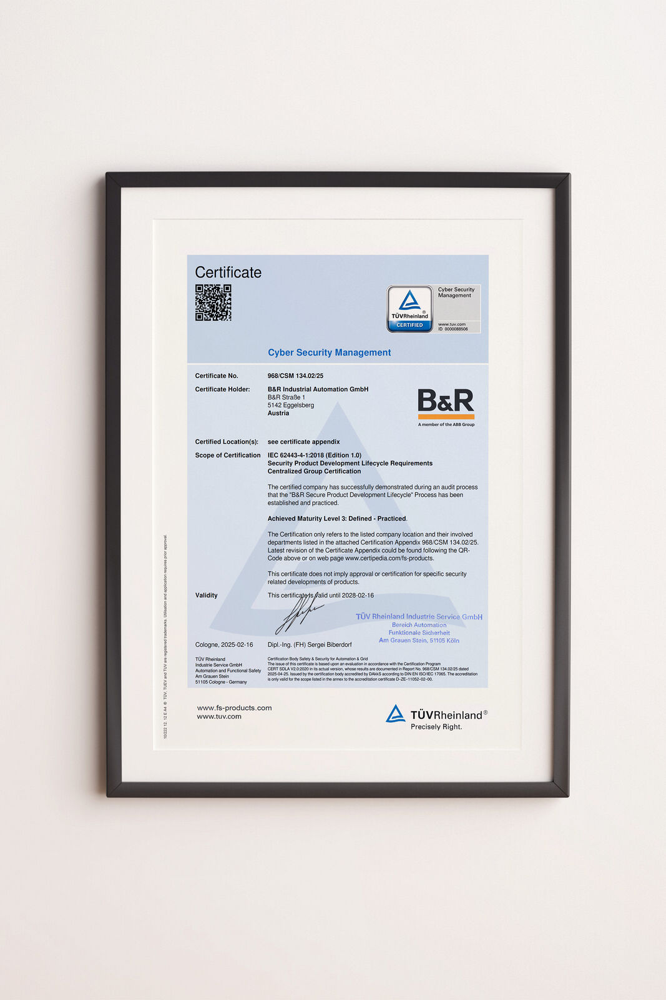 Certificate
TÜVRheinland®
CERTIFIED
Cyber Security
Management
www.tuv.com
ID 0000088506
Cyber Security Management
Certificate No. 968/CSM 134.02/25
Certificate Holder: B&R Industrial Automation GmbH
B&R Straße 1
5142 Eggelsberg
Austria
B&R
A member of the ABB Group
Certified Location(s): see certificate appendix
Scope of Certification IEC 62443-4-1:2018 (Edition 1.0)
Security Product Development Lifecycle Requirements
Centralized Group Certification
The certified company has successfully demonstrated during an audit process
that the "B&R Secure Product Development Lifecycle" Process has been
established and practiced.
Achieved Maturity Level 3: Defined - Practiced.
The Certification only refers to the listed company location and their involved
departments listed in the attached Certification Appendix 968/CSM 134.02/25.
Latest revision of the Certificate Appendix could be found following the QR-
Code above or on web page www.certipedia.com/fs-products.
This certificate does not imply approval or certification for specific security
related developments of products.
Validity This certificate is valid until 2028-02-16
TÜV Rheinland Industrie Service GmbH
Bereich Automation
Funktionale Sicherheit
Am Grauen Stein, 51105 Köln
Cologne, 2025-02-16 Dipl.-Ing. (FH) Sergei Biberdorf
TÜV Rheinland
Industrie Service GmbH
Automation and Functional Safety
Am Grauen Stein
51105 Cologne - Germany
Certification Body Safety & Security for Automation & Grid
The issue of this certificate is based upon an evaluation in accordance with the Certification Program
CERT SDLA V2.0:2020 in its actual version, whose results are documented in Report No. 968/CSM 134.02/25 dated
2025-04-25. Issued by the certification body accredited by DAkkS according to DIN EN ISO/IEC 17065. The accreditation
is only valid for the scope listed in the annex to the accreditation certificate D-ZE-11052-02-00.
www.fs-products.com
www.tuv.com
TÜVRheinland®
Precisely Right.
10/222 12. 12 E A4 ® TÜV, TUEV and TUV are registered trademarks. Utilisation and application requires prior approval.